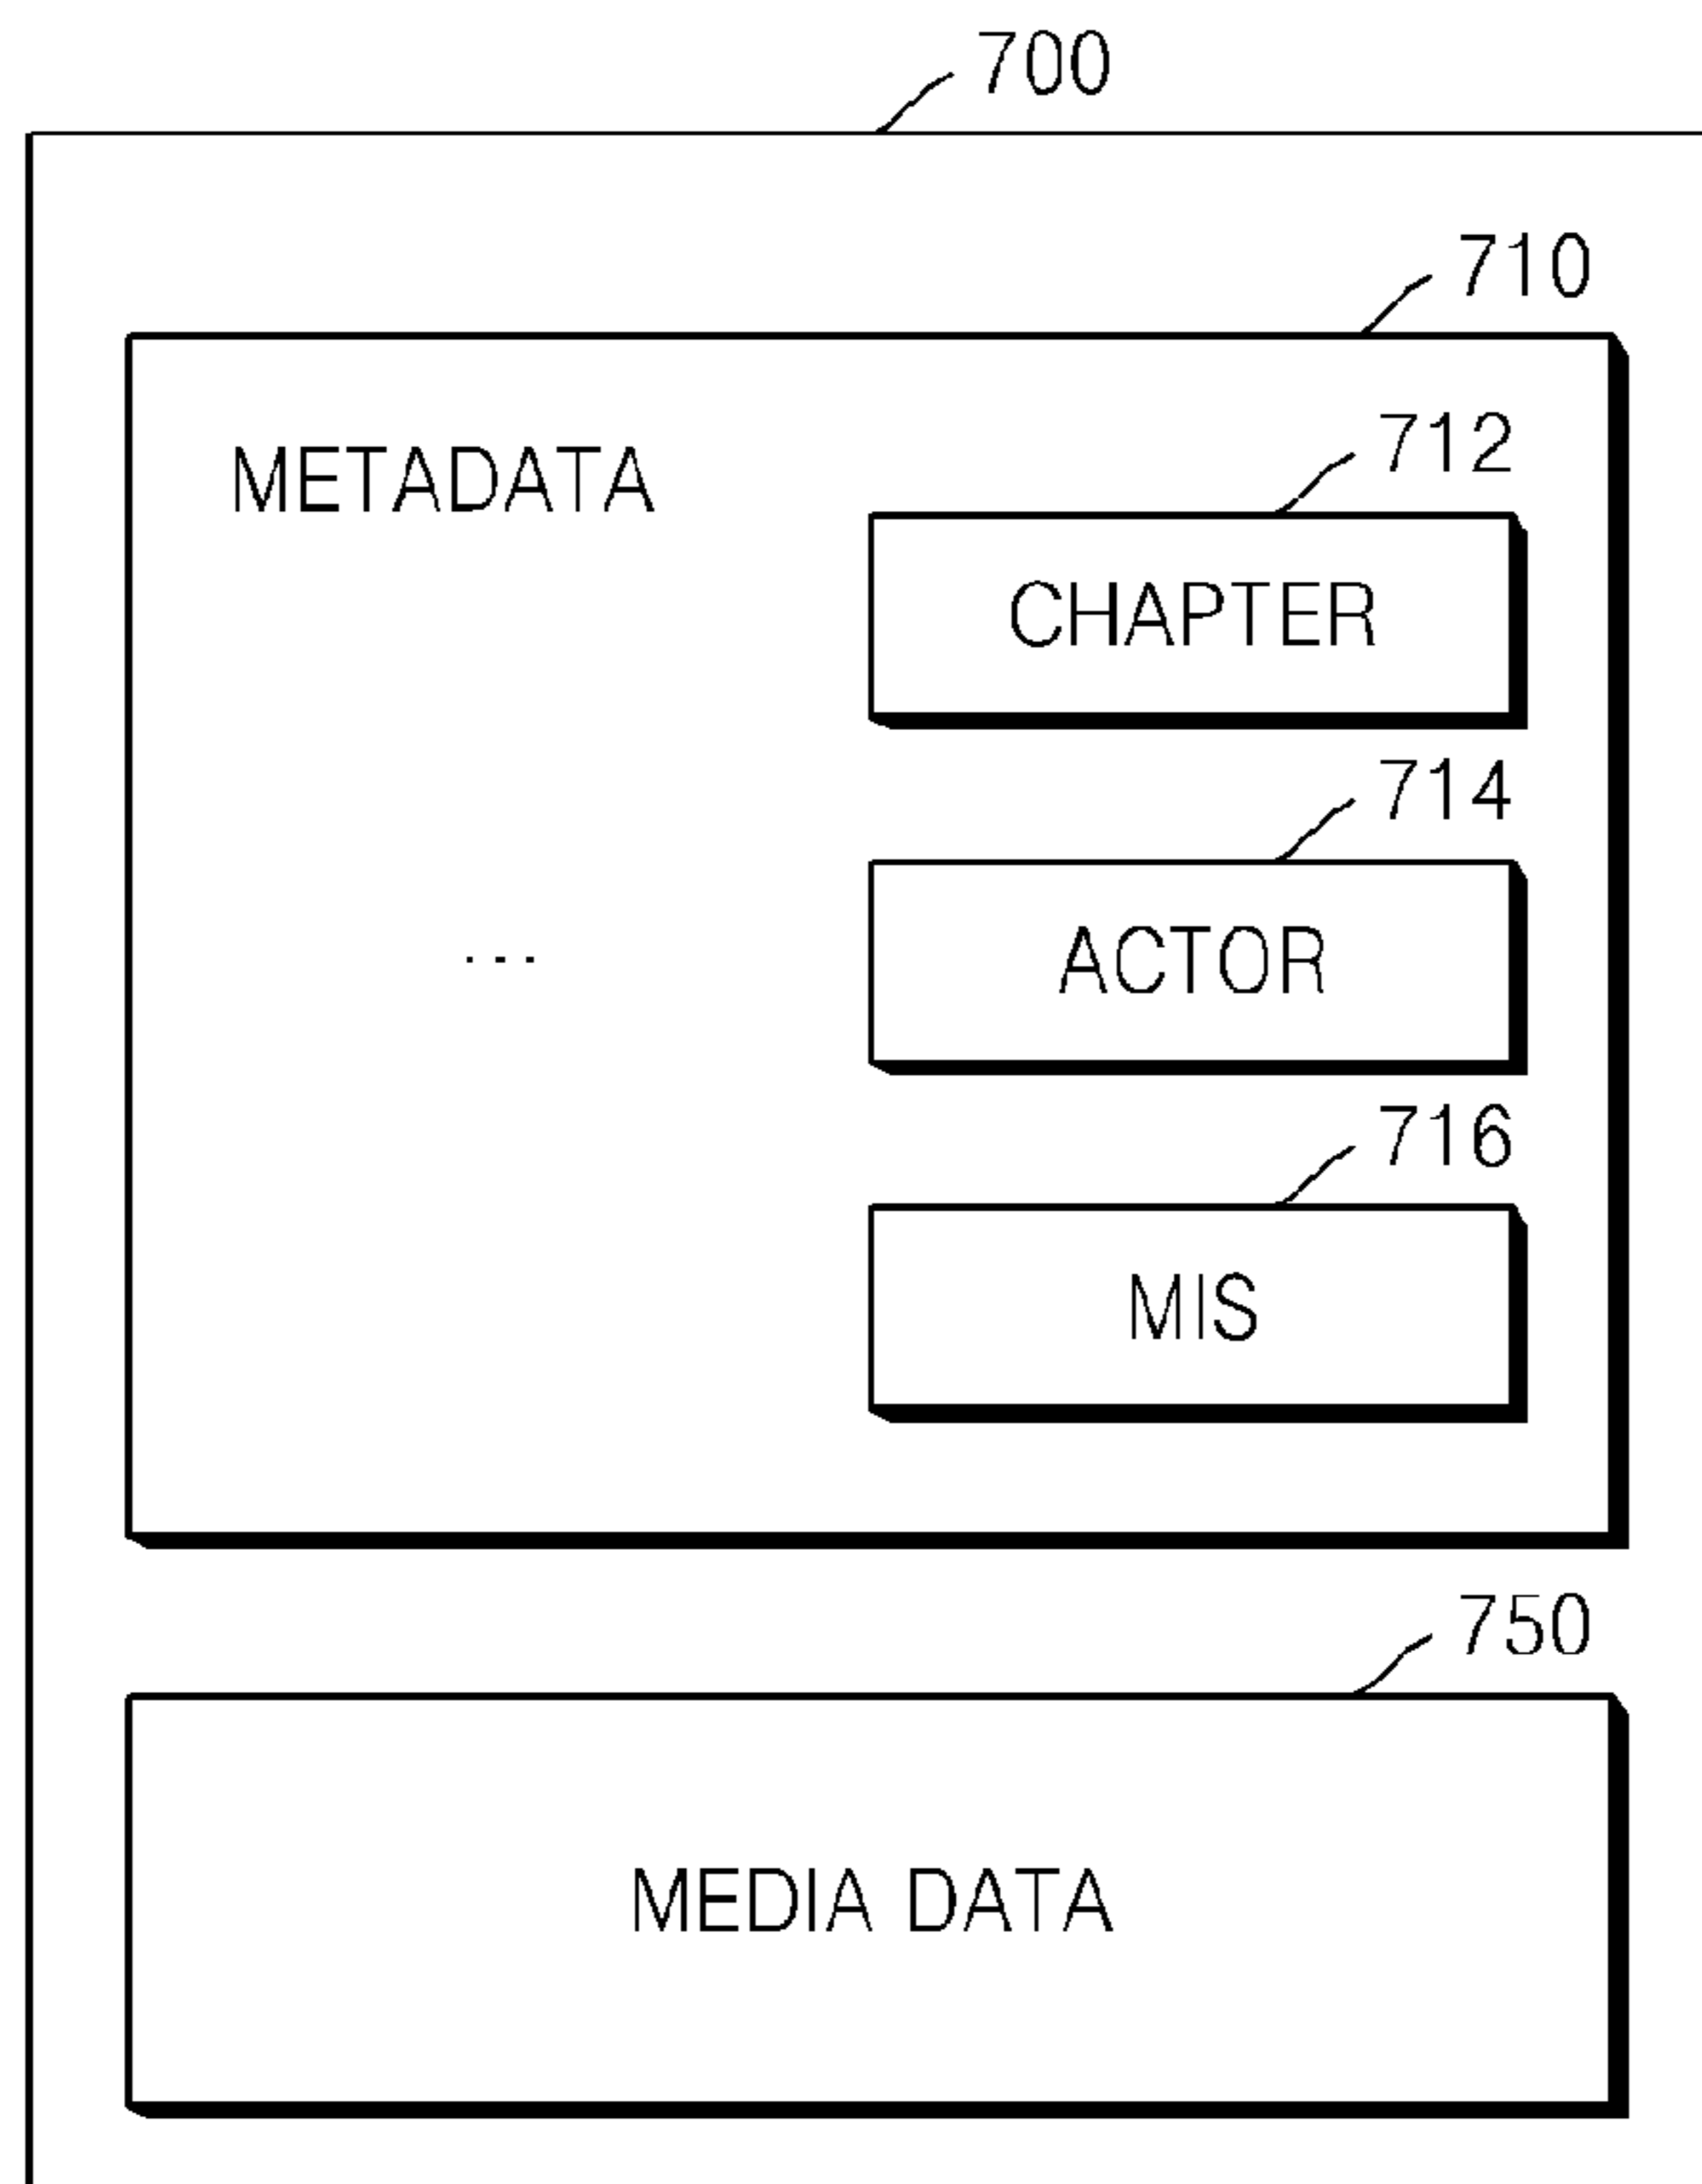 700
710
METADATA
712
CHAPTER
714
ACTOR
...
716
MIS
750
MEDIA DATA